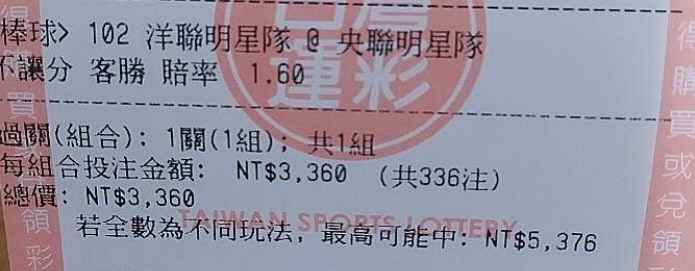 棒球> 102 洋聯明星隊 @ 央聯明星隊
不讓分 客勝 賠率 1.60
過關(組合): 1關(1組); 共1組
每組合投注金額: NT$3,360 (共336注)
總價: NT$3,360
若全數為不同玩法, 最高可能中: NT$5,376
TAIWAN SPORTS LOTTERY
運彩
得購買或兌領彩
買
領
彩